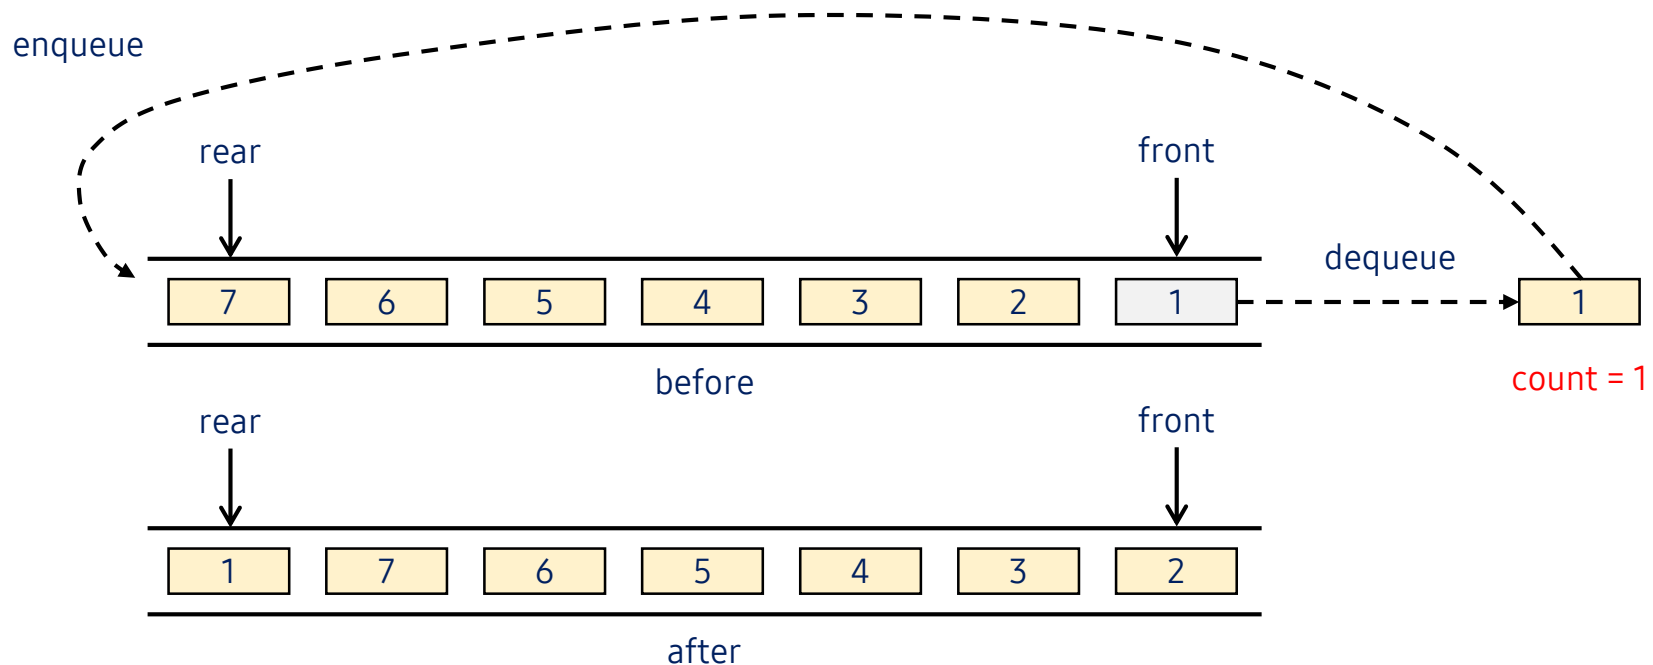 enqueue
rear
front
dequeue
7 6 5 4 3 2 1 1
before
count = 1
rear
front
1 7 6 5 4 3 2
after